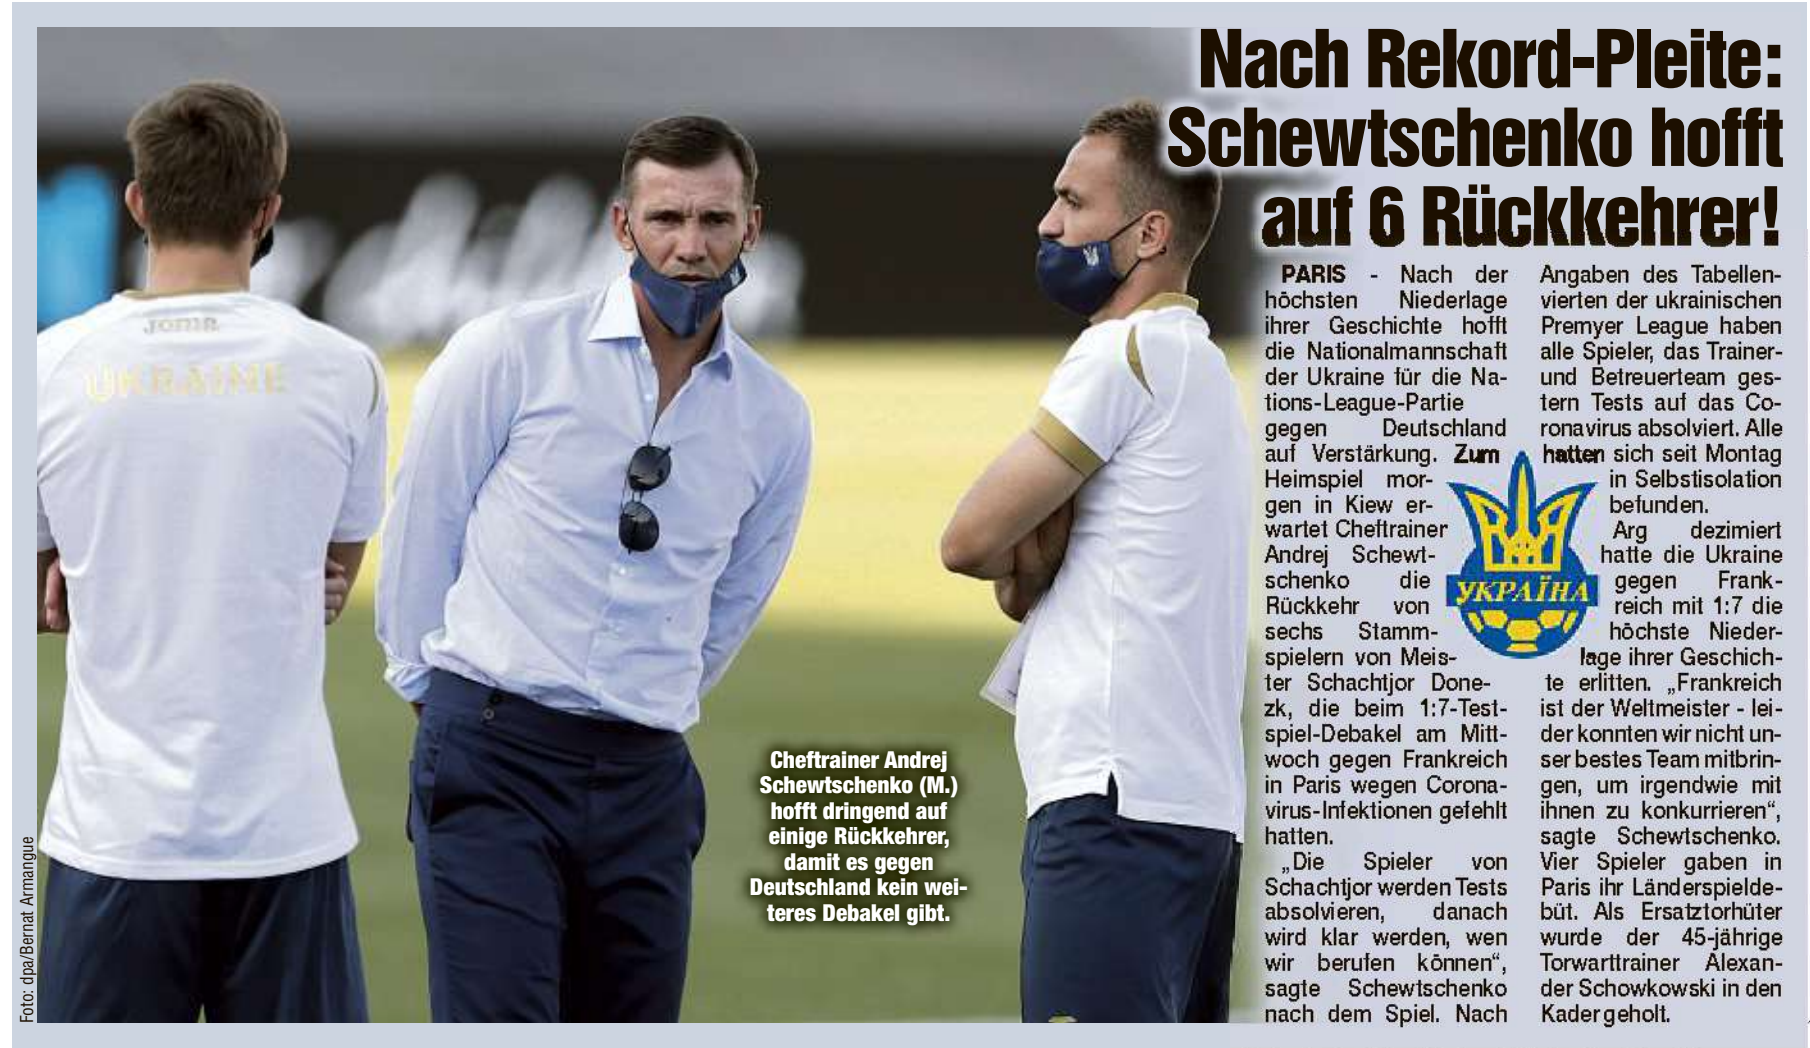 Nach Rekord-Pleite:
Schewtschenko hofft
auf 6 Rückkehrer!
PARIS - Nach der
höchsten Niederlage
ihrer Geschichte hofft
die Nationalmannschaft
der Ukraine für die Na-
tions-League-Partie
gegen Deutschland
auf Verstärkung. Zum
Heimspiel mor-
gen in Kiew er-
wartet Cheftrainer
Andrej Schewt-
schenko die
Rückkehr von
sechs Stamm-
spielern von Meis-
ter Schachtjor Done-
zk, die beim 1:7-Test-
spiel-Debakel am Mitt-
woch gegen Frankreich
in Paris wegen Corona-
virus-Infektionen gefehlt
hatten.
„Die Spieler von
Schachtjor werden Tests
absolvieren, danach
wird klar werden, wen
wir berufen können“,
sagte Schewtschenko
nach dem Spiel. Nach
Angaben des Tabellen-
vierten der ukrainischen
Premyer League haben
alle Spieler, das Trainer-
und Betreuerteam ges-
tern Tests auf das Co-
ronavirus absolviert. Alle
hatten sich seit Montag
in Selbstisolation
befunden.
Arg dezimiert
hatte die Ukraine
gegen Frank-
reich mit 1:7 die
höchste Nieder-
lage ihrer Geschich-
te erlitten. „Frankreich
ist der Weltmeister - lei-
der konnten wir nicht un-
ser bestes Team mitbrin-
gen, um irgendwie mit
ihnen zu konkurrieren“,
sagte Schewtschenko.
Vier Spieler gaben in
Paris ihr Länderspielde-
büt. Als Ersatztorhüter
wurde der 45-jährige
Torwarttrainer Alexan-
der Schowkowski in den
Kader geholt.
УКРАЇНА
Cheftrainer Andrej
Schewtschenko (M.)
hofft dringend auf
einige Rückkehrer,
damit es gegen
Deutschland kein wei-
teres Debakel gibt.
Foto: dpa/Bernat Armangue
Joma
UKRAINE